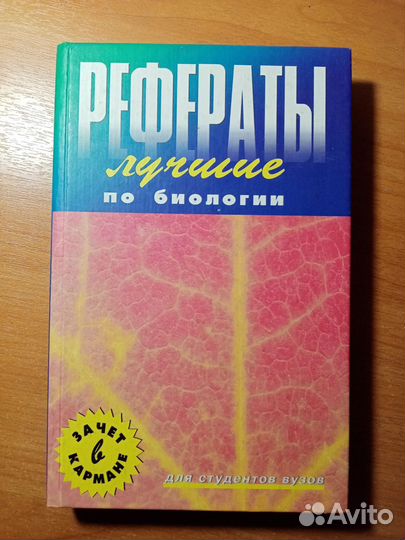 РЕФЕРАТЫ
лучшие
по биологии
ЗАЧЕТ
в
КАРМАНЕ
для студентов вузов
Avito